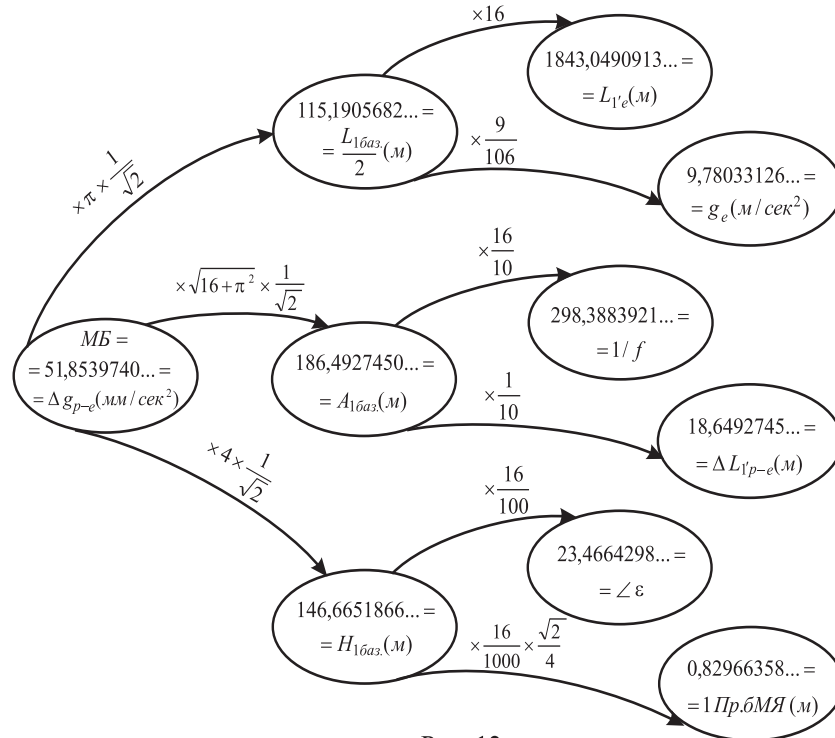 ×16
1843,0490913... =
= L₁′ₑ(м)
115,1905682... =
= L₁баз./2 (м)
× 9/106
9,78033126... =
= gₑ(м/сек²)
×π× 1/√2
×√(16+π²) × 1/√2
× 16/10
298,3883921... =
= 1/f
МБ =
= 51,8539740... =
= Δgₚ₋ₑ(мм/сек²)
186,4927450... =
= A₁баз.(м)
× 1/10
18,6492745... =
= ΔL₁′ₚ₋ₑ(м)
×4× 1/√2
× 16/100
23,4664298... =
= ∠ε
146,6651866... =
= H₁баз.(м)
× 16/1000 × √2/4
0,82966358... =
= 1Пр.бМЯ(м)